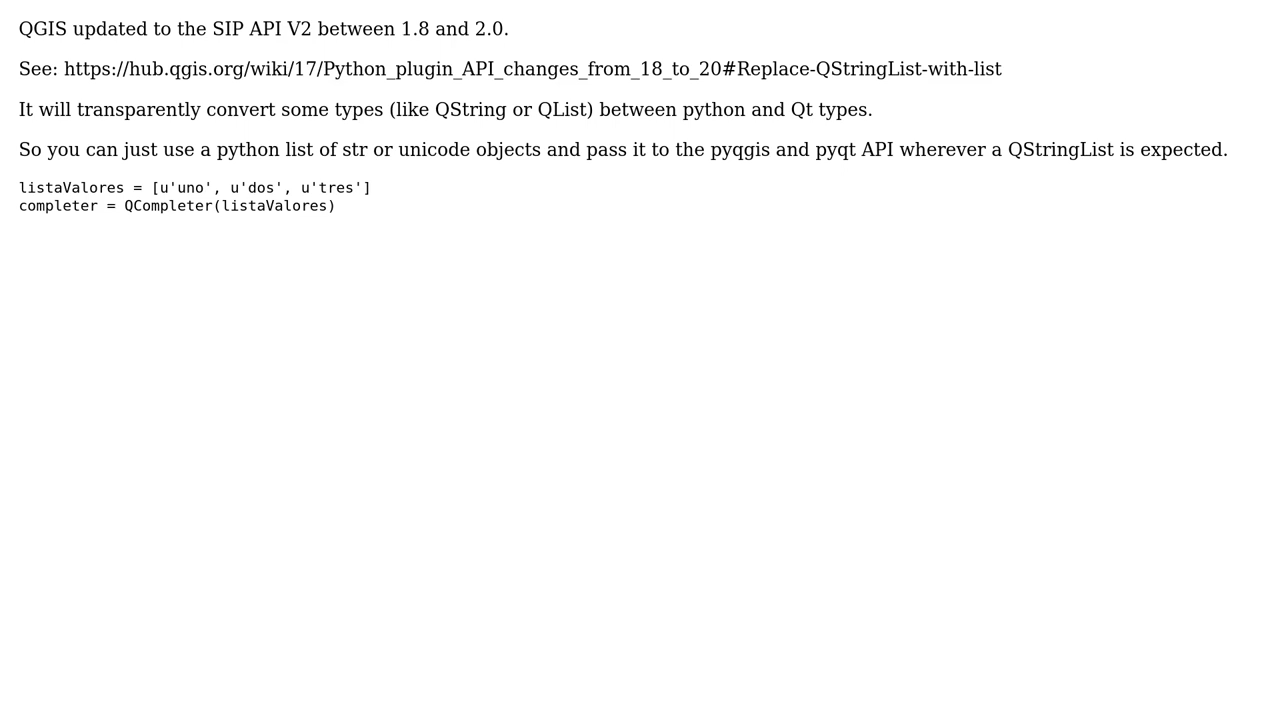 QGIS updated to the SIP API V2 between 1.8 and 2.0.
See: https://hub.qgis.org/wiki/17/Python_plugin_API_changes_from_18_to_20#Replace-QStringList-with-list
It will transparently convert some types (like QString or QList) between python and Qt types.
So you can just use a python list of str or unicode objects and pass it to the pyqgis and pyqt API wherever a QStringList is expected.
listaValores = [u'uno', u'dos', u'tres']
completer = QCompleter(listaValores)